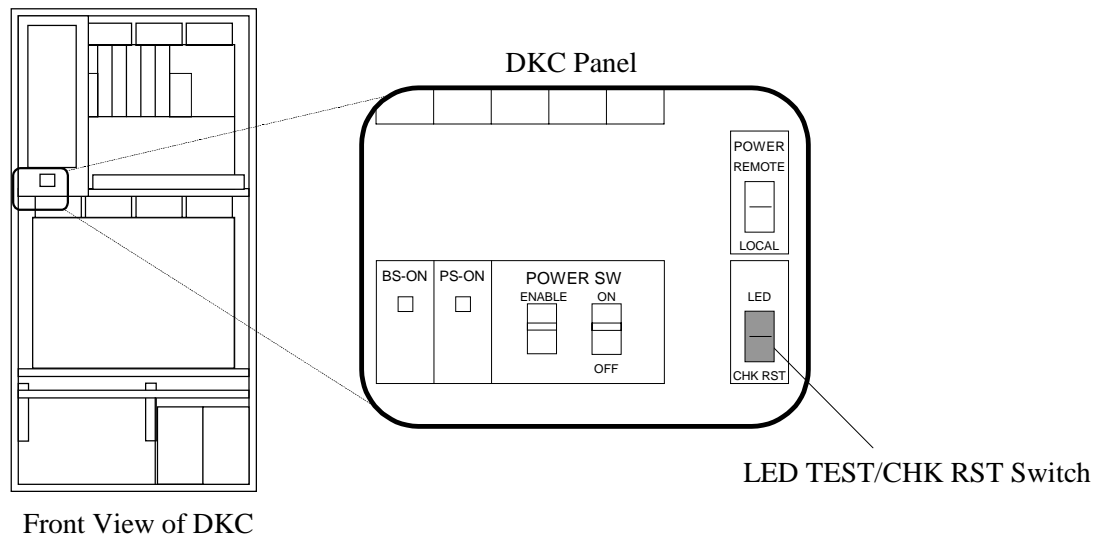 DKC Panel
POWER
REMOTE
LOCAL
BS-ON
PS-ON
POWER SW
ENABLE
ON
OFF
LED
CHK RST
LED TEST/CHK RST Switch
Front View of DKC